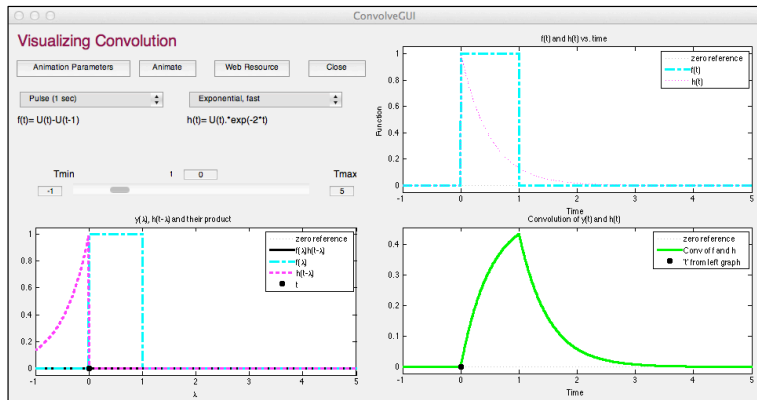 ConvolveGUI
Visualizing Convolution
Animation Parameters
Animate
Web Resource
Close
Pulse (1 sec)
Exponential, fast
f(t)= U(t)-U(t-1)
h(t)= U(t).*exp(-2*t)
Tmin
t
0
Tmax
-1
5
f(t) and h(t) vs. time
zero reference
f(t)
h(t)
Function
1
0.8
0.6
0.4
0.2
0
-1 0 1 2 3 4 5
Time
y(λ), h(t-λ) and their product
zero reference
f(λ)h(t-λ)
f(λ)
h(t-λ)
t
1
0.8
0.6
0.4
0.2
0
-1 0 1 2 3 4 5
λ
Convolution of y(t) and h(t)
zero reference
Conv of f and h
't' from left graph
0.4
0.3
0.2
0.1
0
-1 0 1 2 3 4 5
Time